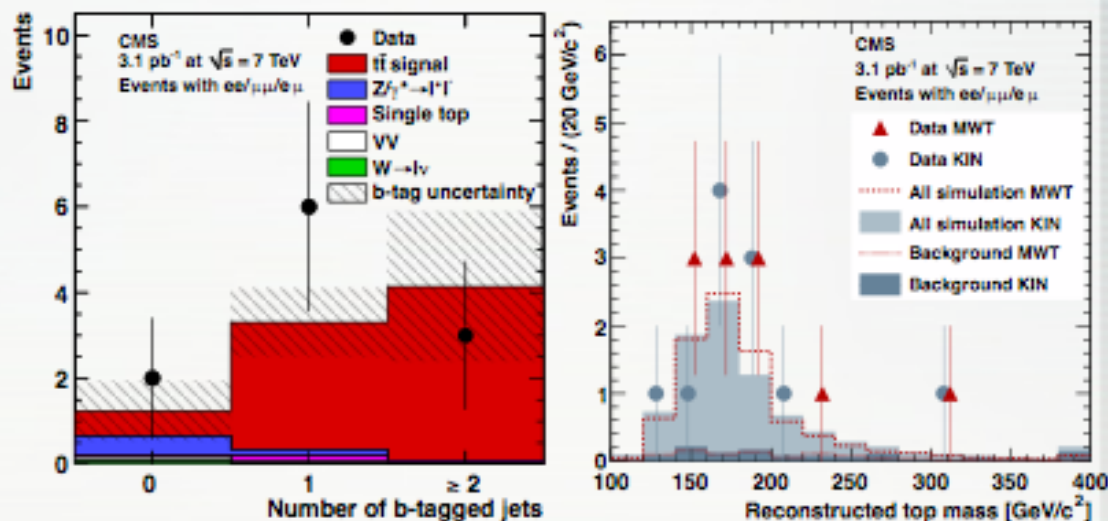 Events
10
8
6
4
2
0
CMS
3.1 pb⁻¹ at √s = 7 TeV
Events with ee/μμ/eμ
Data
tt̄ signal
Z/γ*→l⁺l⁻
Single top
VV
W→lν
b-tag uncertainty
0 1 ≥ 2
Number of b-tagged jets
Events / (20 GeV/c²)
6
5
4
3
2
1
0
CMS
3.1 pb⁻¹ at √s = 7 TeV
Events with ee/μμ/eμ
Data MWT
Data KIN
All simulation MWT
All simulation KIN
Background MWT
Background KIN
100 150 200 250 300 350 400
Reconstructed top mass [GeV/c²]